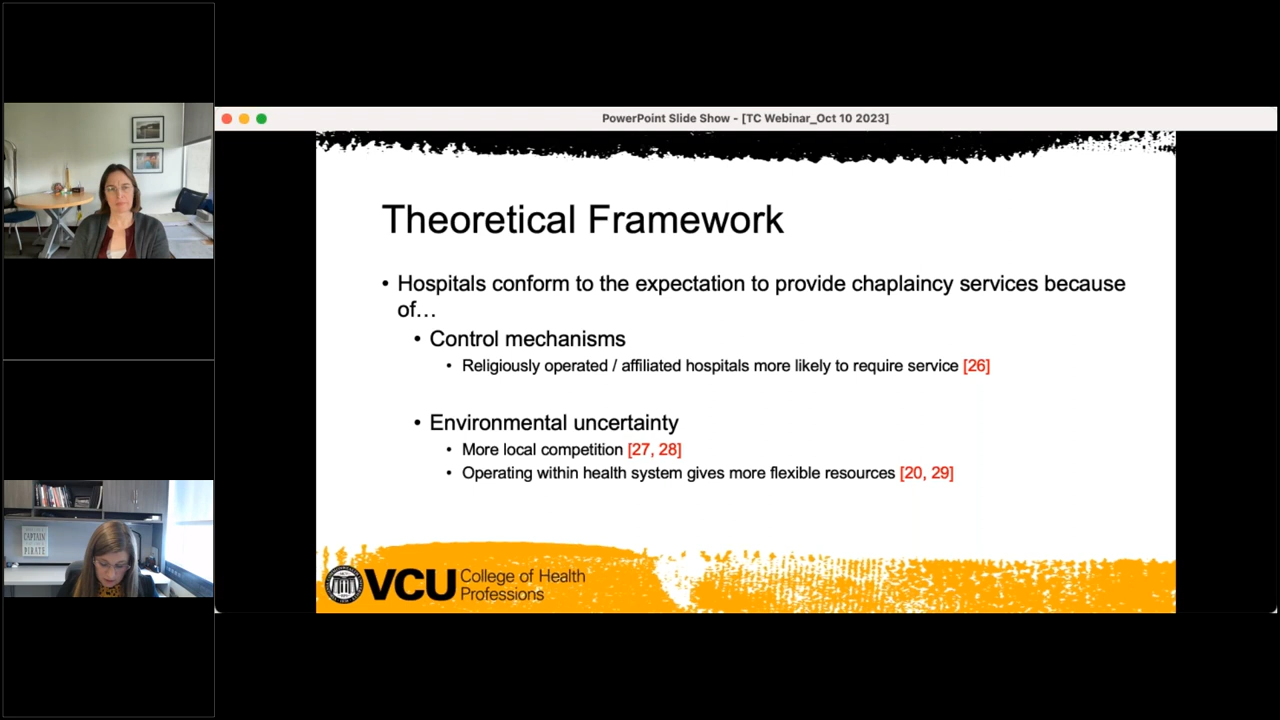 PowerPoint Slide Show - [TC Webinar_Oct 10 2023]
Theoretical Framework
• Hospitals conform to the expectation to provide chaplaincy services because
of…
• Control mechanisms
• Religiously operated / affiliated hospitals more likely to require service [26]
• Environmental uncertainty
• More local competition [27, 28]
• Operating within health system gives more flexible resources [20, 29]
VCU College of Health
Professions
CAPTAIN
PIRATE